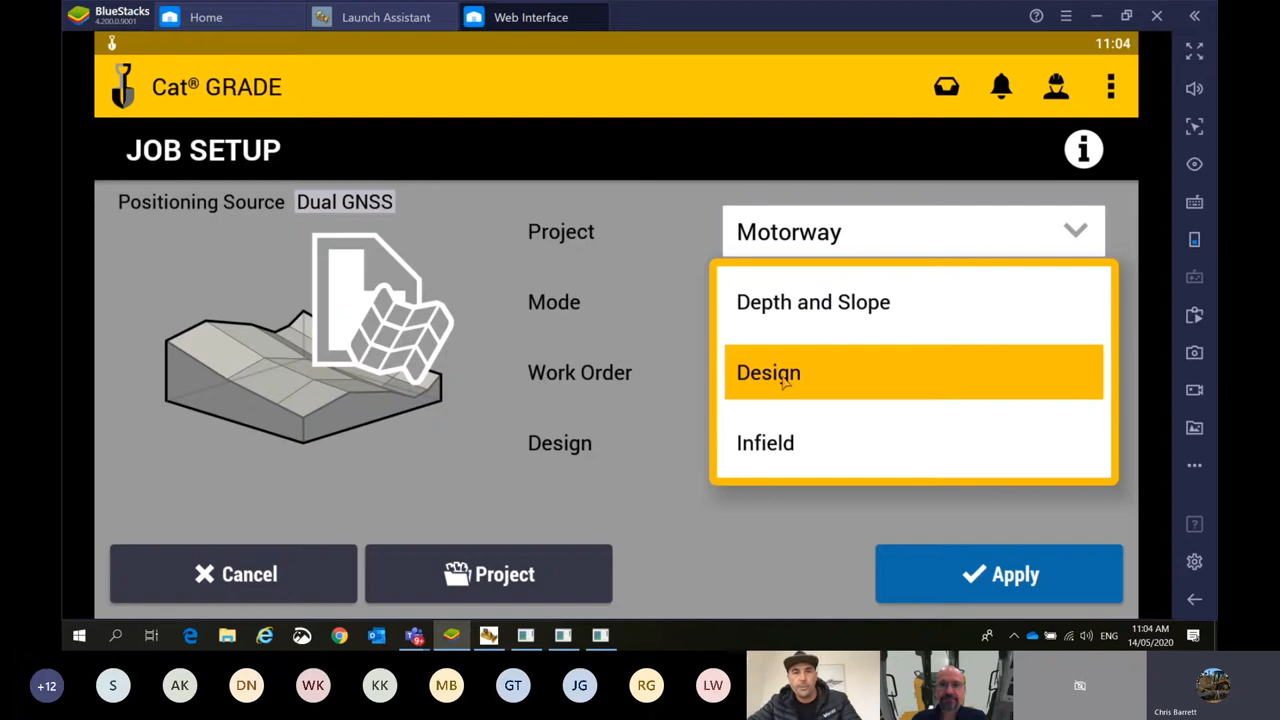 BlueStacks
4.200.0.9001
Home
Launch Assistant
Web Interface
11:04
Cat® GRADE
JOB SETUP
Positioning Source Dual GNSS
Project
Motorway
Mode
Depth and Slope
Work Order
Design
Design
Infield
Cancel
Project
Apply
ENG
11:04 AM
14/05/2020
+12
S
AK
DN
WK
KK
MB
GT
JG
RG
LW
Chris Barrett